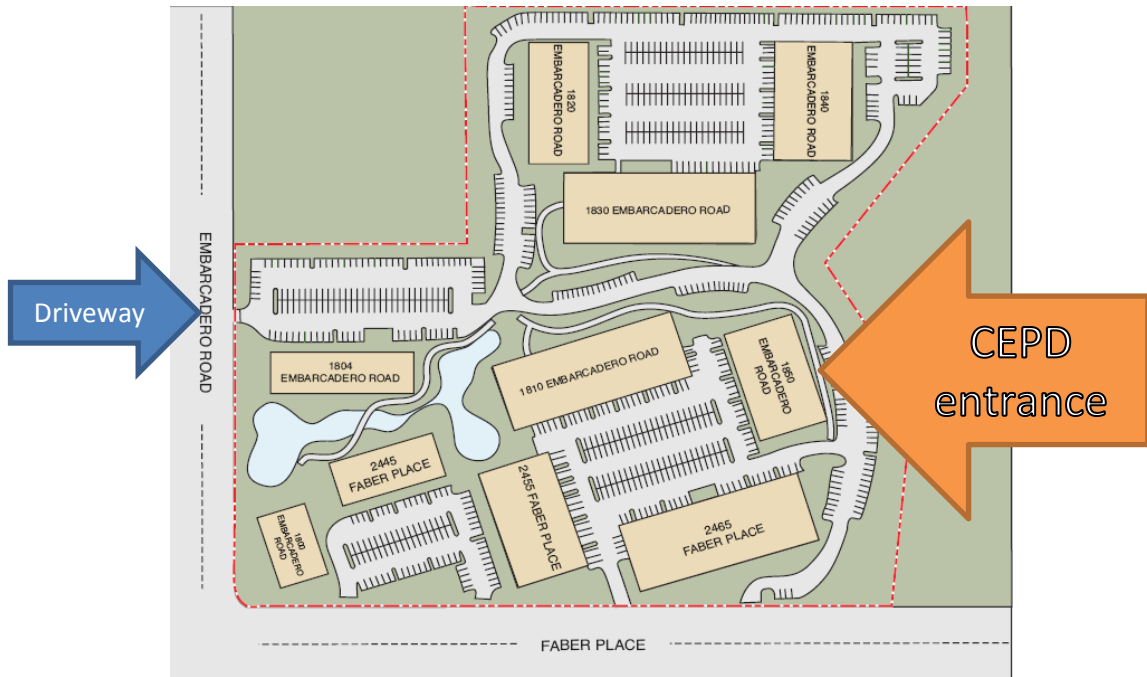 1820
EMBARCADERO
ROAD
1840
EMBARCADERO ROAD
1830 EMBARCADERO ROAD
EMBARCADERO ROAD
Driveway
CEPD
entrance
1804
EMBARCADERO ROAD
1810 EMBARCADERO ROAD
1850
EMBARCADERO
ROAD
2445
FABER PLACE
2455 FABER PLACE
2465
FABER PLACE
1800
EMBARCADERO
ROAD
FABER PLACE